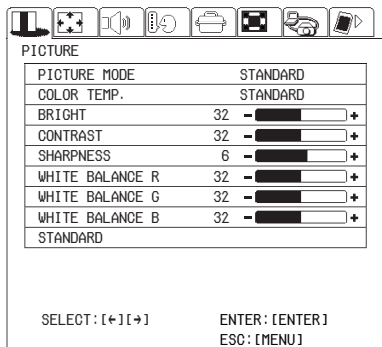 PICTURE
PICTURE MODE STANDARD
COLOR TEMP. STANDARD
BRIGHT 32 - +
CONTRAST 32 - +
SHARPNESS 6 - +
WHITE BALANCE R 32 - +
WHITE BALANCE G 32 - +
WHITE BALANCE B 32 - +
STANDARD
SELECT:[←][→] ENTER:[ENTER]
ESC:[MENU]